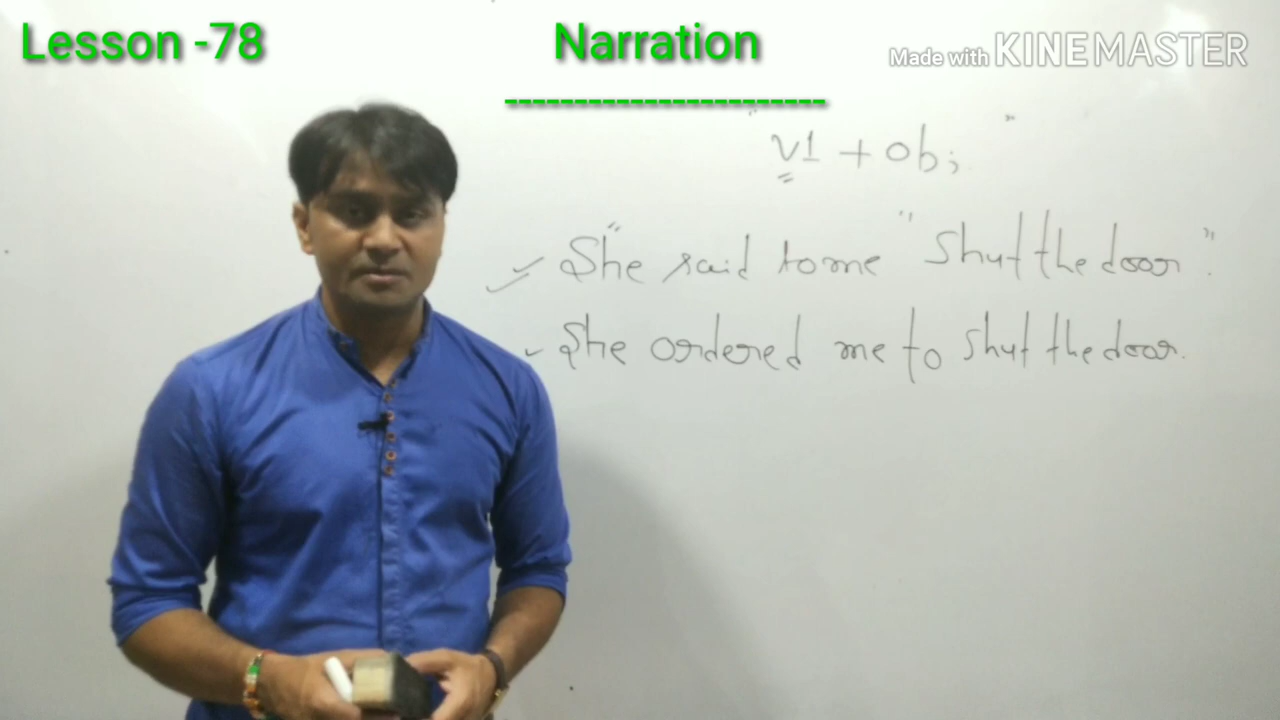 Lesson -78
Narration
Made with KINEMASTER
" V1 + ob; "
She said to me "Shut the door".
She ordered me to shut the door.